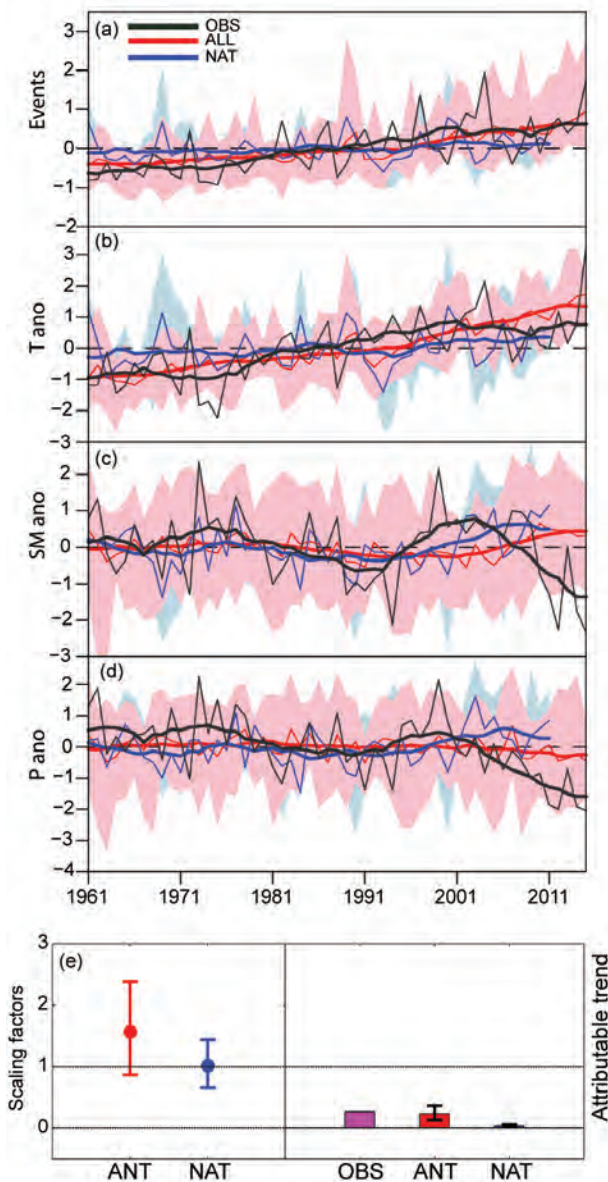 (a)
OBS
ALL
NAT
Events
3
2
1
0
−1
−2
(b)
T ano
3
2
1
0
−1
−2
−3
(c)
SM ano
2
1
0
−1
−2
−3
(d)
P ano
2
1
0
−1
−2
−3
−4
1961 1971 1981 1991 2001 2011
(e)
Scaling factors
3
2
1
0
ANT NAT OBS ANT NAT
Attributable trend